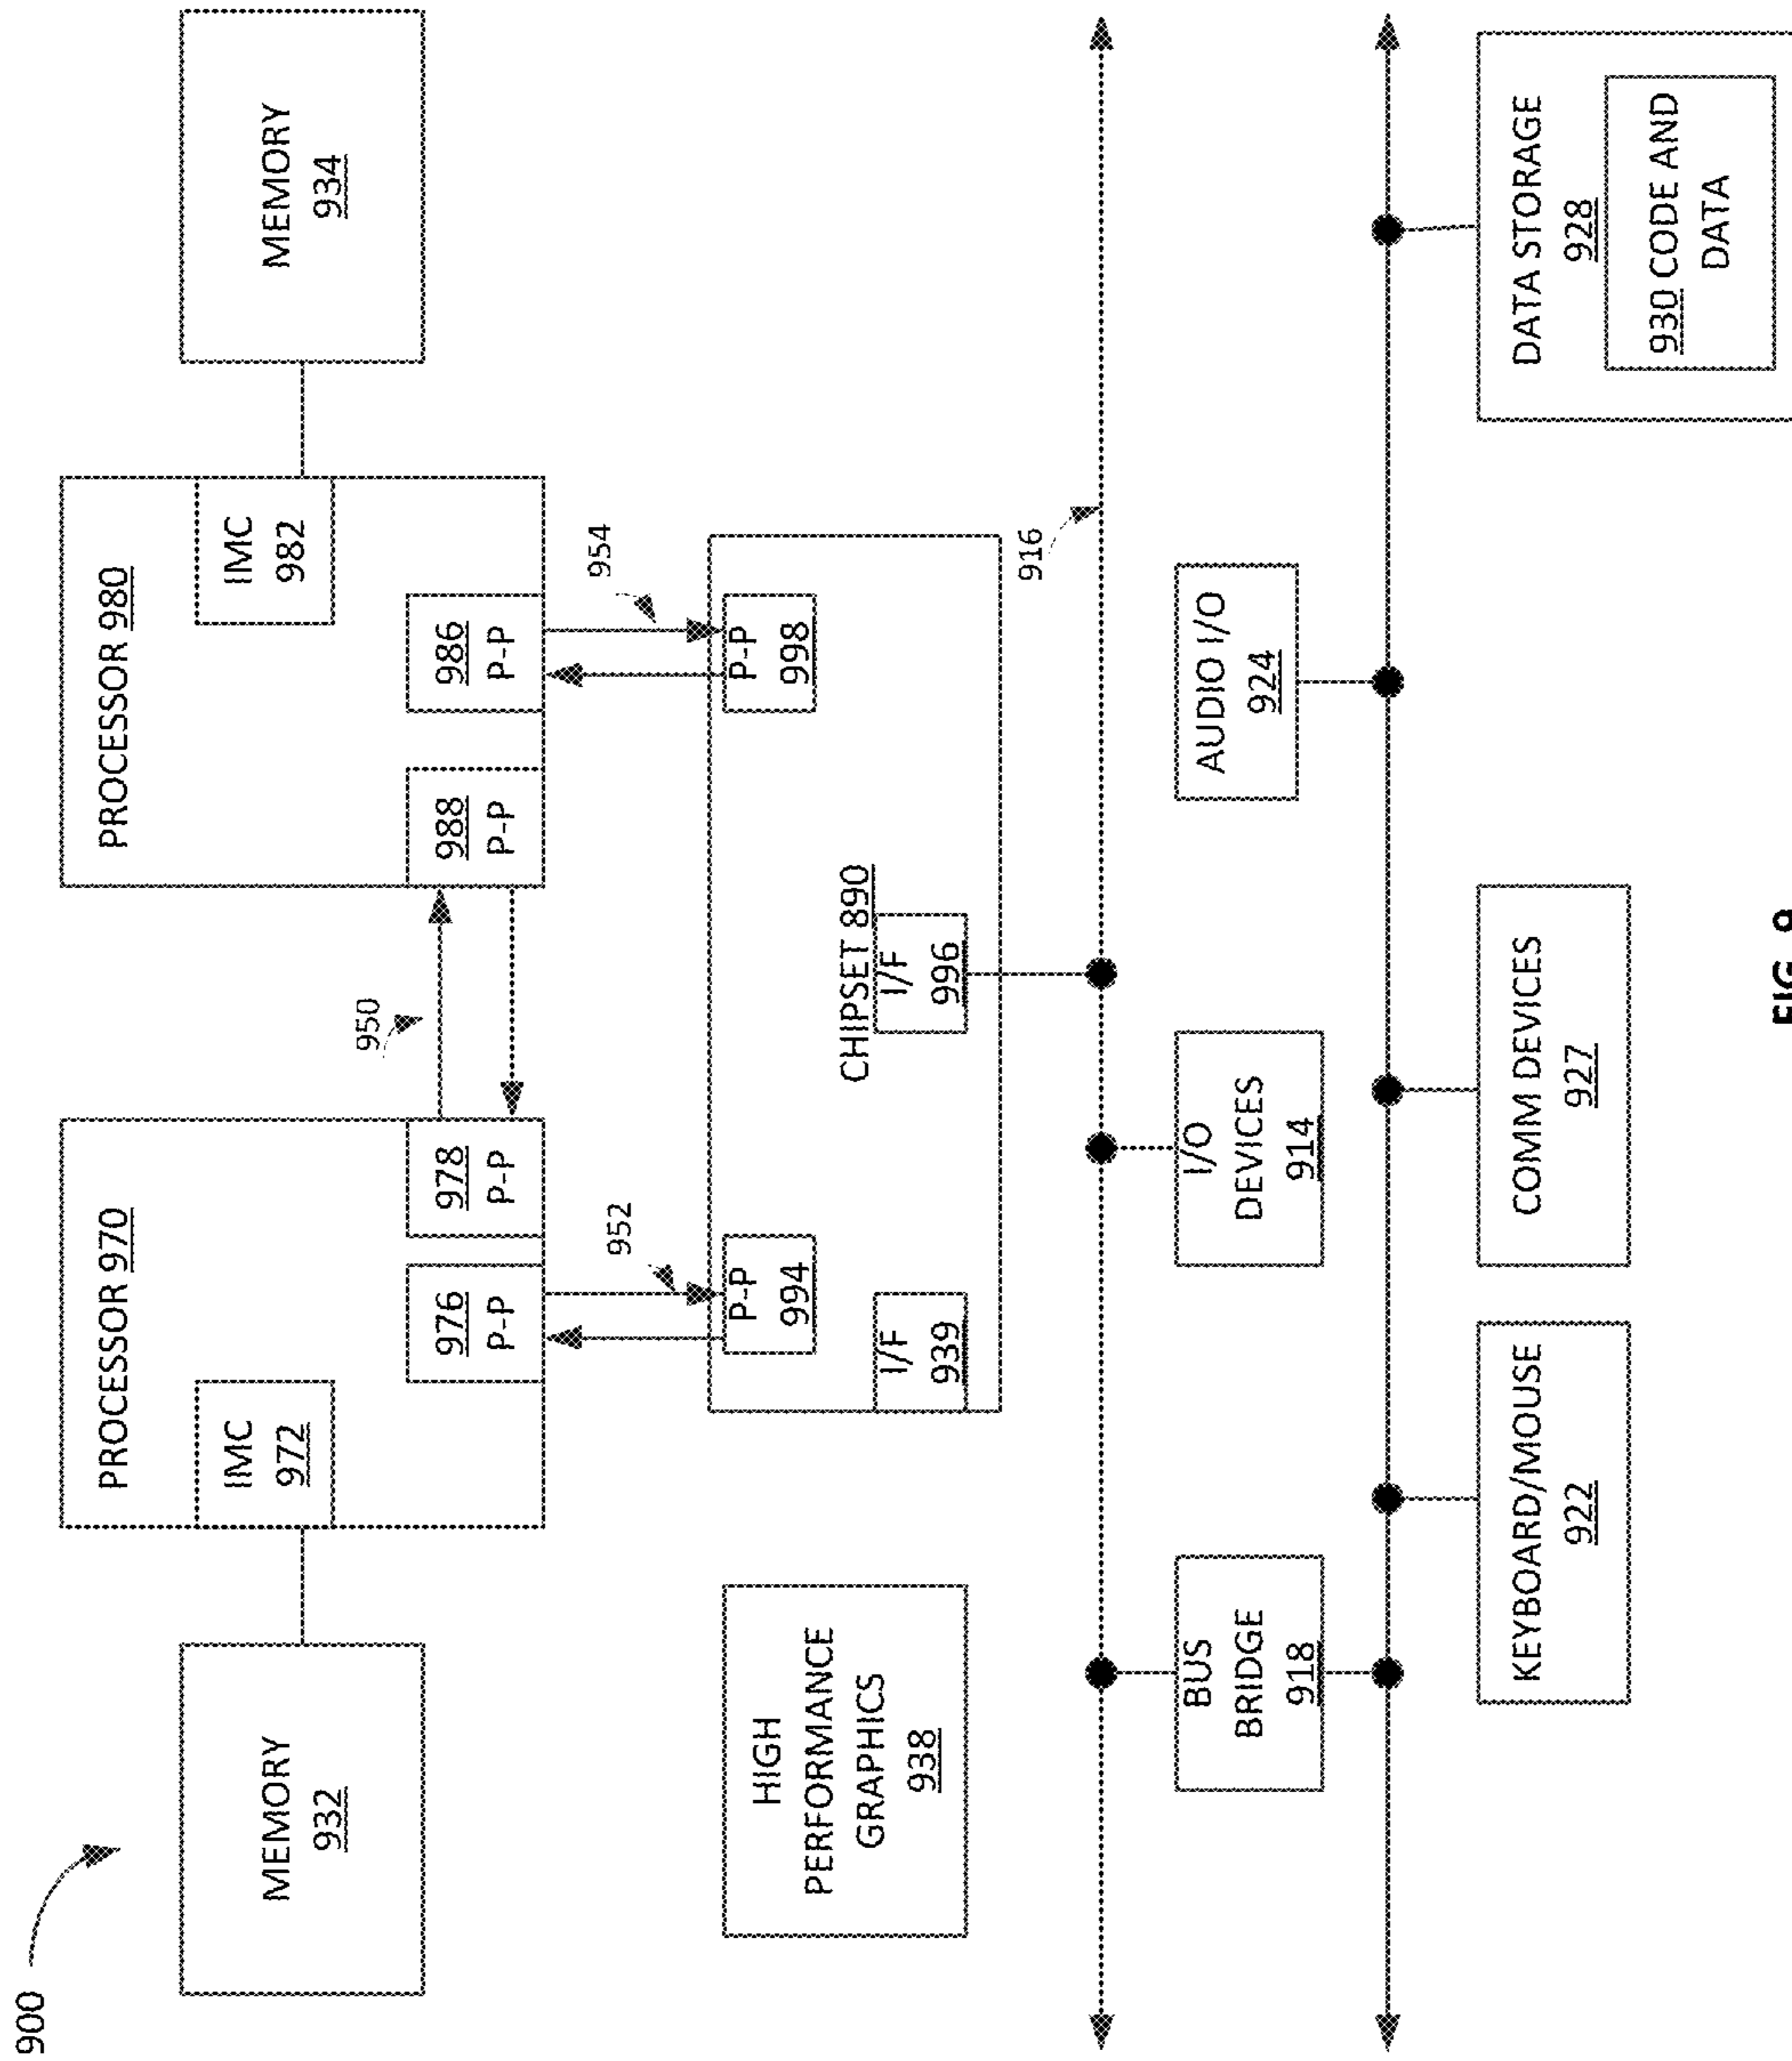 900
MEMORY
932
PROCESSOR 970
IMC
972
976
P-P
978
P-P
950
PROCESSOR 980
988
P-P
986
P-P
IMC
982
MEMORY
934
952
954
HIGH
PERFORMANCE
GRAPHICS
938
P-P
994
I/F
939
CHIPSET 890
I/F
996
P-P
998
916
BUS
BRIDGE
918
I/O
DEVICES
914
AUDIO I/O
924
KEYBOARD/MOUSE
922
COMM DEVICES
927
DATA STORAGE
928
930 CODE AND
DATA
FIG. 9